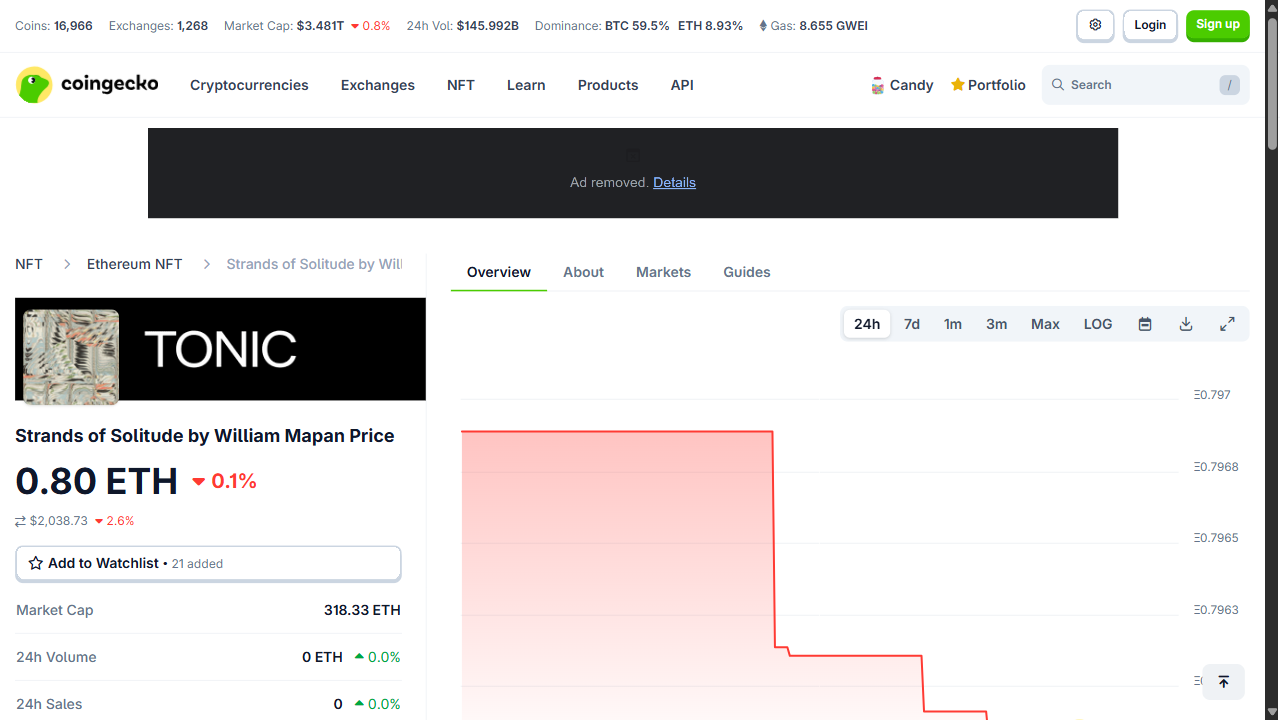 Coins: 16,966 Exchanges: 1,268 Market Cap: $3.481T 0.8% 24h Vol: $145.992B Dominance: BTC 59.5% ETH 8.93% Gas: 8.655 GWEI Login Sign up
coingecko Cryptocurrencies Exchanges NFT Learn Products API Candy Portfolio Search /
Ad removed. Details
NFT Ethereum NFT Strands of Solitude by Will
Overview About Markets Guides
TONIC
24h 7d 1m 3m Max LOG
Strands of Solitude by William Mapan Price
0.80 ETH 0.1%
$2,038.73 2.6%
Add to Watchlist • 21 added
Market Cap 318.33 ETH
24h Volume 0 ETH 0.0%
24h Sales 0 0.0%
Ξ0.797
Ξ0.7968
Ξ0.7965
Ξ0.7963